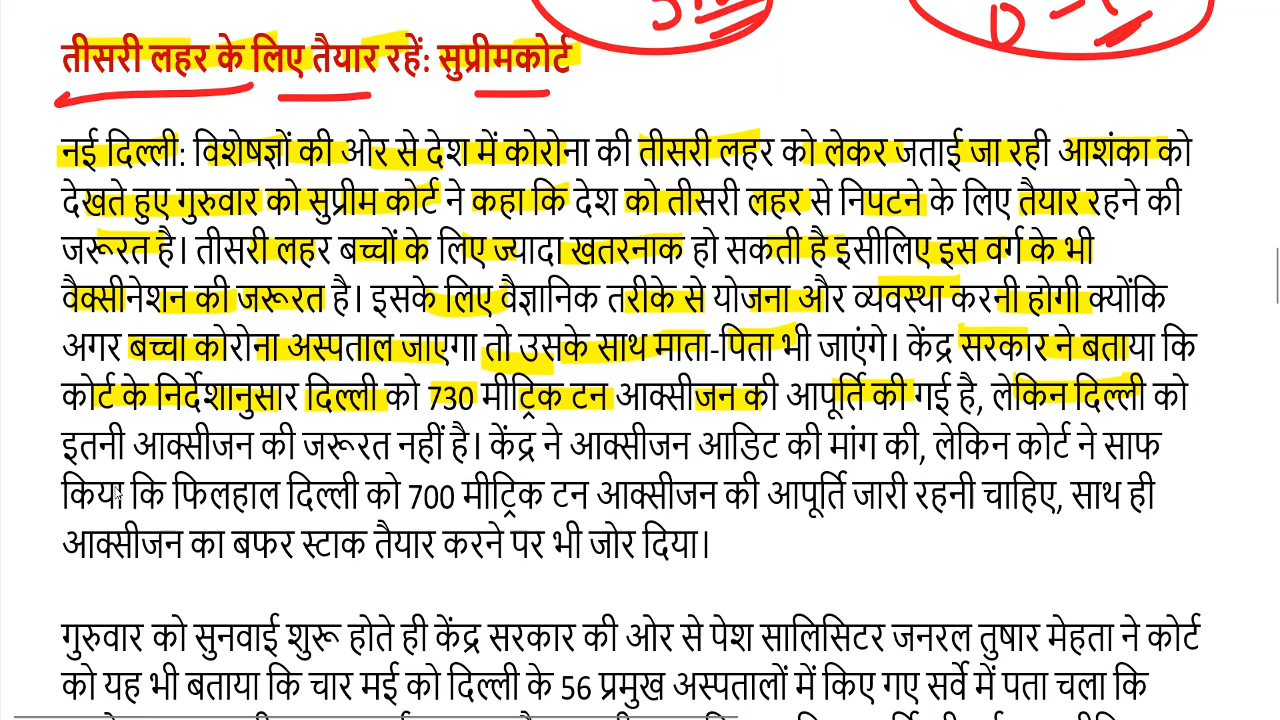 तीसरी लहर के लिए तैयार रहें: सुप्रीमकोर्ट
नई दिल्ली: विशेषज्ञों की ओर से देश में कोरोना की तीसरी लहर को लेकर जताई जा रही आशंका को
देखते हुए गुरुवार को सुप्रीम कोर्ट ने कहा कि देश को तीसरी लहर से निपटने के लिए तैयार रहने की
जरूरत है। तीसरी लहर बच्चों के लिए ज्यादा खतरनाक हो सकती है इसीलिए इस वर्ग के भी
वैक्सीनेशन की जरूरत है। इसके लिए वैज्ञानिक तरीके से योजना और व्यवस्था करनी होगी क्योंकि
अगर बच्चा कोरोना अस्पताल जाएगा तो उसके साथ माता-पिता भी जाएंगे। केंद्र सरकार ने बताया कि
कोर्ट के निर्देशानुसार दिल्ली को 730 मीट्रिक टन आक्सीजन की आपूर्ति की गई है, लेकिन दिल्ली को
इतनी आक्सीजन की जरूरत नहीं है। केंद्र ने आक्सीजन आडिट की मांग की, लेकिन कोर्ट ने साफ
किया कि फिलहाल दिल्ली को 700 मीट्रिक टन आक्सीजन की आपूर्ति जारी रहनी चाहिए, साथ ही
आक्सीजन का बफर स्टाक तैयार करने पर भी जोर दिया।
गुरुवार को सुनवाई शुरू होते ही केंद्र सरकार की ओर से पेश सालिसिटर जनरल तुषार मेहता ने कोर्ट
को यह भी बताया कि चार मई को दिल्ली के 56 प्रमुख अस्पतालों में किए गए सर्वे में पता चला कि